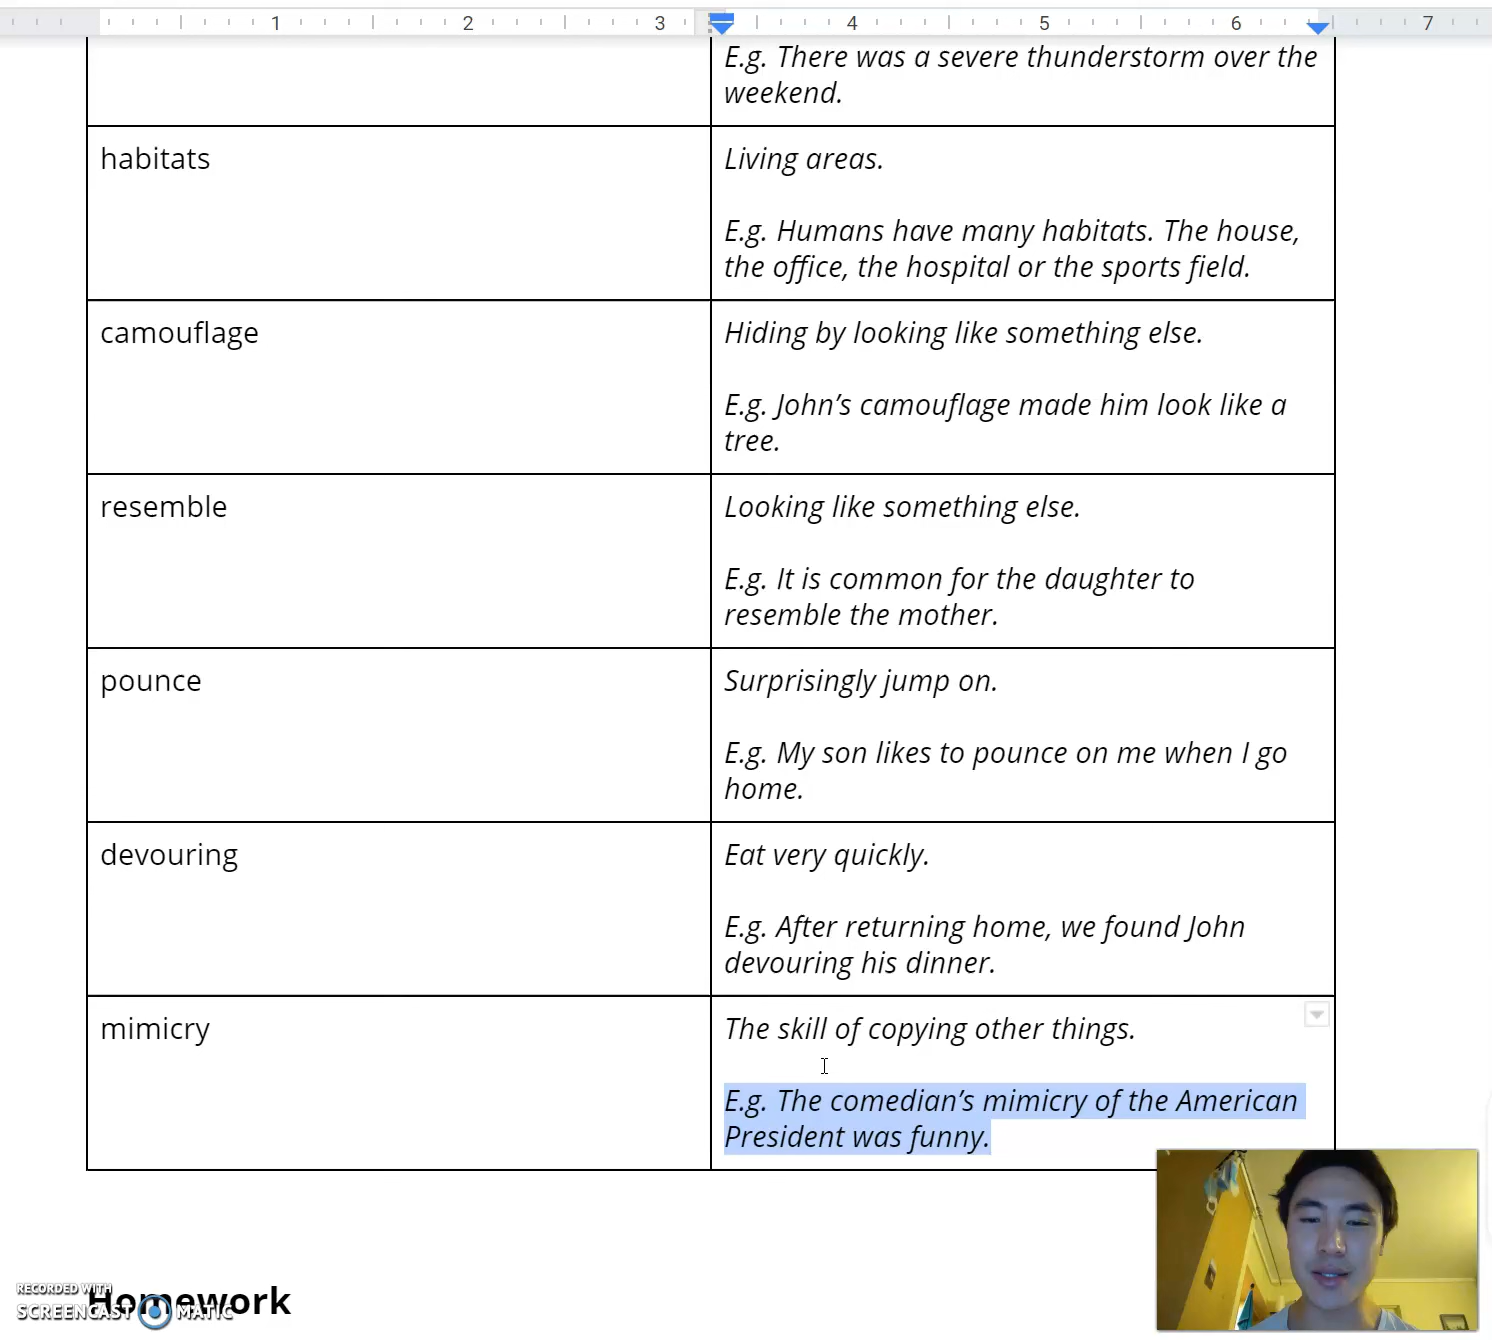 1 2 3 4 5 6 7
E.g. There was a severe thunderstorm over the
weekend.
habitats
Living areas.
E.g. Humans have many habitats. The house,
the office, the hospital or the sports field.
camouflage
Hiding by looking like something else.
E.g. John’s camouflage made him look like a
tree.
resemble
Looking like something else.
E.g. It is common for the daughter to
resemble the mother.
pounce
Surprisingly jump on.
E.g. My son likes to pounce on me when I go
home.
devouring
Eat very quickly.
E.g. After returning home, we found John
devouring his dinner.
mimicry
The skill of copying other things.
E.g. The comedian’s mimicry of the American
President was funny.
Homework
RECORDED WITH
SCREENCAST MATIC